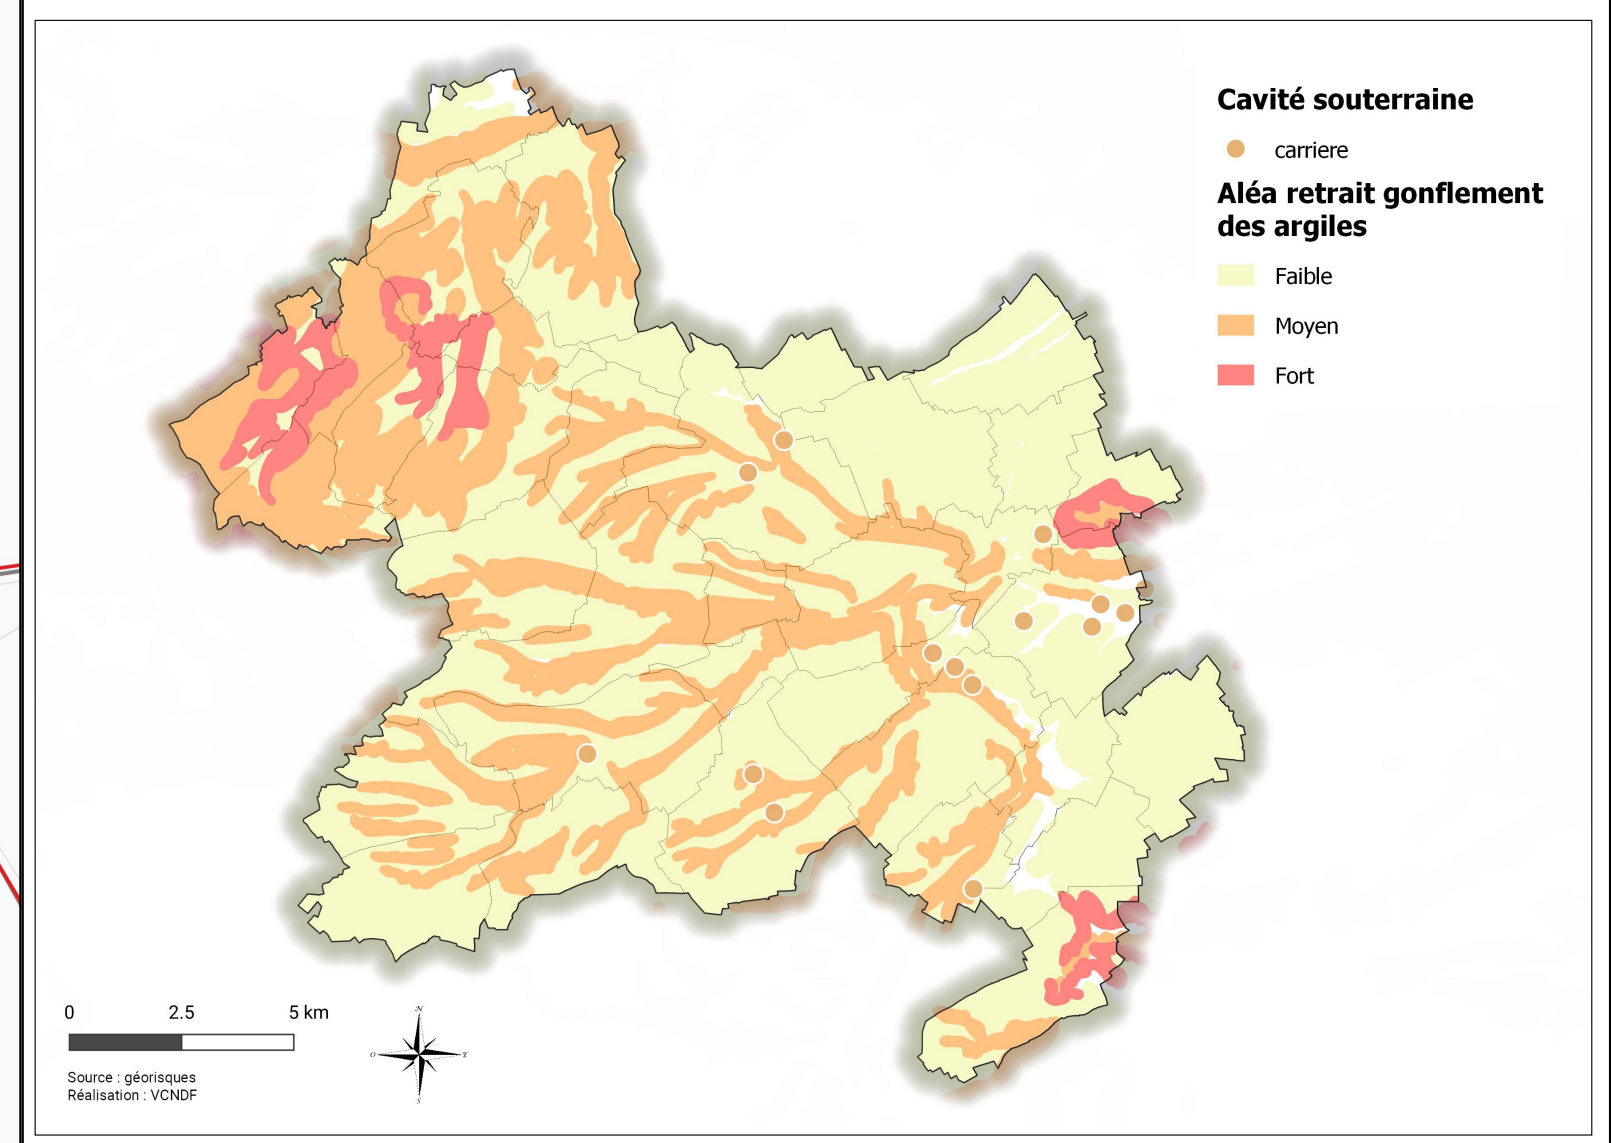 Cavité souterraine
carriere
Aléa retrait gonflement
des argiles
Faible
Moyen
Fort
0 2.5 5 km
Source : géorisques
Réalisation : VCNDF
N
O E
S